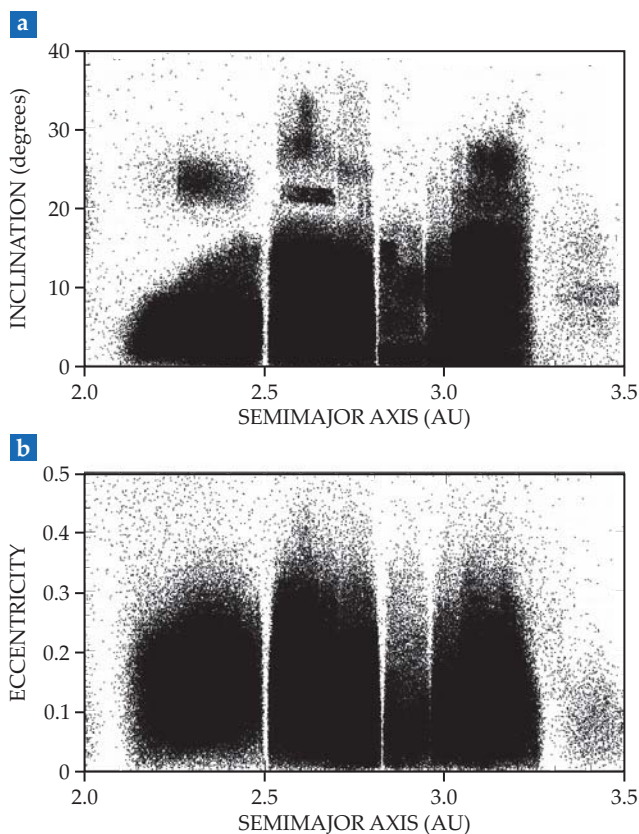 a
40
30
20
10
0
INCLINATION (degrees)
2.0 2.5 3.0 3.5
SEMIMAJOR AXIS (AU)
b
0.5
0.4
0.3
0.2
0.1
0
ECCENTRICITY
2.0 2.5 3.0 3.5
SEMIMAJOR AXIS (AU)